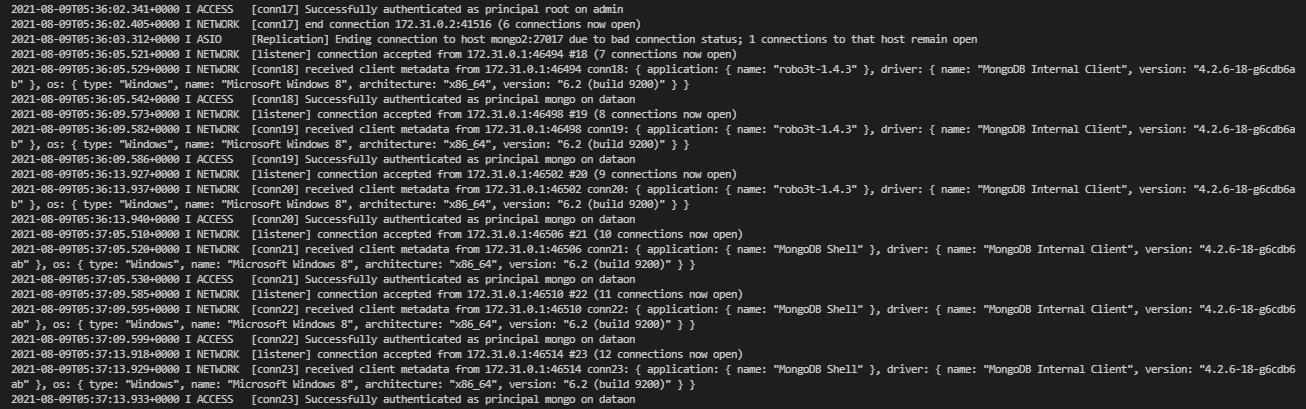 2021-08-09T05:36:02.341+0000 I ACCESS   [conn17] Successfully authenticated as principal root on admin
2021-08-09T05:36:02.405+0000 I NETWORK  [conn17] end connection 172.31.0.2:41516 (6 connections now open)
2021-08-09T05:36:03.312+0000 I ASIO     [Replication] Ending connection to host mongo2:27017 due to bad connection status; 1 connections to that host remain open
2021-08-09T05:36:05.521+0000 I NETWORK  [listener] connection accepted from 172.31.0.1:46494 #18 (7 connections now open)
2021-08-09T05:36:05.529+0000 I NETWORK  [conn18] received client metadata from 172.31.0.1:46494 conn18: { application: { name: "robo3t-1.4.3" }, driver: { name: "MongoDB Internal Client", version: "4.2.6-18-g6cdb6a
b" }, os: { type: "Windows", name: "Microsoft Windows 8", architecture: "x86_64", version: "6.2 (build 9200)" } }
2021-08-09T05:36:05.542+0000 I ACCESS   [conn18] Successfully authenticated as principal mongo on dataon
2021-08-09T05:36:09.573+0000 I NETWORK  [listener] connection accepted from 172.31.0.1:46498 #19 (8 connections now open)
2021-08-09T05:36:09.582+0000 I NETWORK  [conn19] received client metadata from 172.31.0.1:46498 conn19: { application: { name: "robo3t-1.4.3" }, driver: { name: "MongoDB Internal Client", version: "4.2.6-18-g6cdb6a
b" }, os: { type: "Windows", name: "Microsoft Windows 8", architecture: "x86_64", version: "6.2 (build 9200)" } }
2021-08-09T05:36:09.586+0000 I ACCESS   [conn19] Successfully authenticated as principal mongo on dataon
2021-08-09T05:36:13.927+0000 I NETWORK  [listener] connection accepted from 172.31.0.1:46502 #20 (9 connections now open)
2021-08-09T05:36:13.937+0000 I NETWORK  [conn20] received client metadata from 172.31.0.1:46502 conn20: { application: { name: "robo3t-1.4.3" }, driver: { name: "MongoDB Internal Client", version: "4.2.6-18-g6cdb6a
b" }, os: { type: "Windows", name: "Microsoft Windows 8", architecture: "x86_64", version: "6.2 (build 9200)" } }
2021-08-09T05:36:13.940+0000 I ACCESS   [conn20] Successfully authenticated as principal mongo on dataon
2021-08-09T05:37:05.510+0000 I NETWORK  [listener] connection accepted from 172.31.0.1:46506 #21 (10 connections now open)
2021-08-09T05:37:05.520+0000 I NETWORK  [conn21] received client metadata from 172.31.0.1:46506 conn21: { application: { name: "MongoDB Shell" }, driver: { name: "MongoDB Internal Client", version: "4.2.6-18-g6cdb6
ab" }, os: { type: "Windows", name: "Microsoft Windows 8", architecture: "x86_64", version: "6.2 (build 9200)" } }
2021-08-09T05:37:05.530+0000 I ACCESS   [conn21] Successfully authenticated as principal mongo on dataon
2021-08-09T05:37:09.585+0000 I NETWORK  [listener] connection accepted from 172.31.0.1:46510 #22 (11 connections now open)
2021-08-09T05:37:09.595+0000 I NETWORK  [conn22] received client metadata from 172.31.0.1:46510 conn22: { application: { name: "MongoDB Shell" }, driver: { name: "MongoDB Internal Client", version: "4.2.6-18-g6cdb6
ab" }, os: { type: "Windows", name: "Microsoft Windows 8", architecture: "x86_64", version: "6.2 (build 9200)" } }
2021-08-09T05:37:09.599+0000 I ACCESS   [conn22] Successfully authenticated as principal mongo on dataon
2021-08-09T05:37:13.918+0000 I NETWORK  [listener] connection accepted from 172.31.0.1:46514 #23 (12 connections now open)
2021-08-09T05:37:13.929+0000 I NETWORK  [conn23] received client metadata from 172.31.0.1:46514 conn23: { application: { name: "MongoDB Shell" }, driver: { name: "MongoDB Internal Client", version: "4.2.6-18-g6cdb6
ab" }, os: { type: "Windows", name: "Microsoft Windows 8", architecture: "x86_64", version: "6.2 (build 9200)" } }
2021-08-09T05:37:13.933+0000 I ACCESS   [conn23] Successfully authenticated as principal mongo on dataon